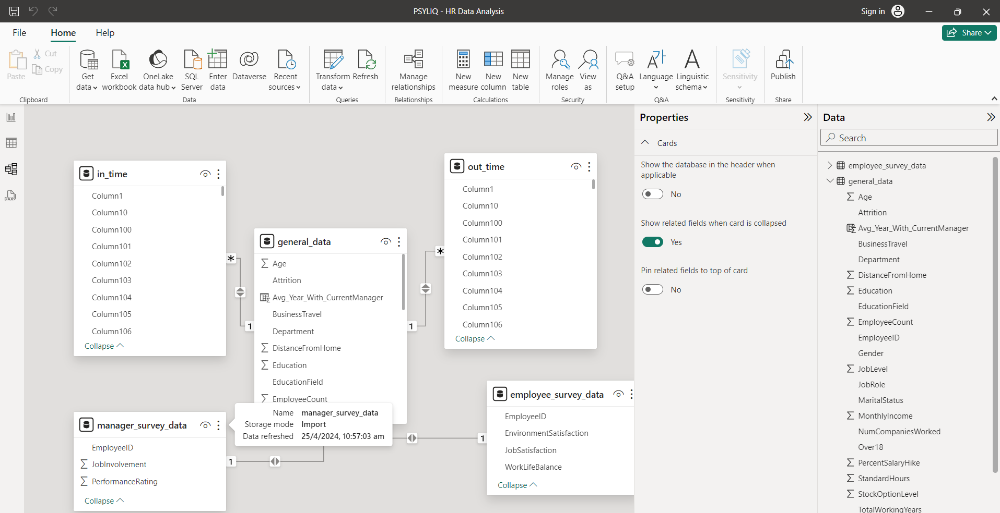 PSYLIQ - HR Data Analysis
Sign in
File
Home
Help
Share
Paste
Cut
Copy
Clipboard
Get data
Excel workbook
OneLake data hub
SQL Server
Enter data
Dataverse
Recent sources
Data
Transform data
Refresh
Queries
Manage relationships
Relationships
New measure
New column
New table
Calculations
Manage roles
View as
Security
Q&A setup
Language
Linguistic schema
Q&A
Sensitivity
Sensitivity
Publish
Share
DAX
in_time
Column1
Column10
Column100
Column101
Column102
Column103
Column104
Column105
Column106
Collapse
*
1
general_data
Age
Attrition
Avg_Year_With_CurrentManager
BusinessTravel
Department
DistanceFromHome
Education
EducationField
EmployeeCount
*
1
out_time
Column1
Column10
Column100
Column101
Column102
Column103
Column104
Column105
Column106
Collapse
manager_survey_data
EmployeeID
JobInvolvement
PerformanceRating
Collapse
1
Name manager_survey_data
Storage mode Import
Data refreshed 25/4/2024, 10:57:03 am
1
employee_survey_data
EmployeeID
EnvironmentSatisfaction
JobSatisfaction
WorkLifeBalance
Collapse
Properties
Cards
Show the database in the header when
applicable
No
Show related fields when card is collapsed
Yes
Pin related fields to top of card
No
Data
Search
employee_survey_data
general_data
Age
Attrition
Avg_Year_With_CurrentManager
BusinessTravel
Department
DistanceFromHome
Education
EducationField
EmployeeCount
EmployeeID
Gender
JobLevel
JobRole
MaritalStatus
MonthlyIncome
NumCompaniesWorked
Over18
PercentSalaryHike
StandardHours
StockOptionLevel
TotalWorkingYears